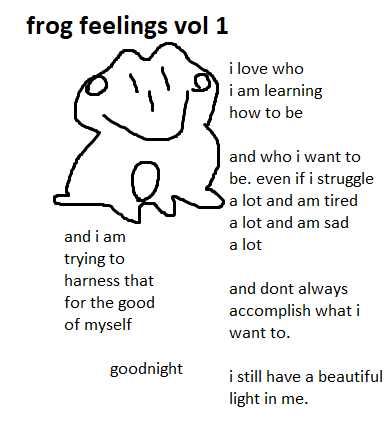 frog feelings vol 1
i love who
i am learning
how to be
and who i want to
be. even if i struggle
a lot and am tired
a lot and am sad
a lot
and dont always
accomplish what i
want to.
i still have a beautiful
light in me.
and i am
trying to
harness that
for the good
of myself
goodnight